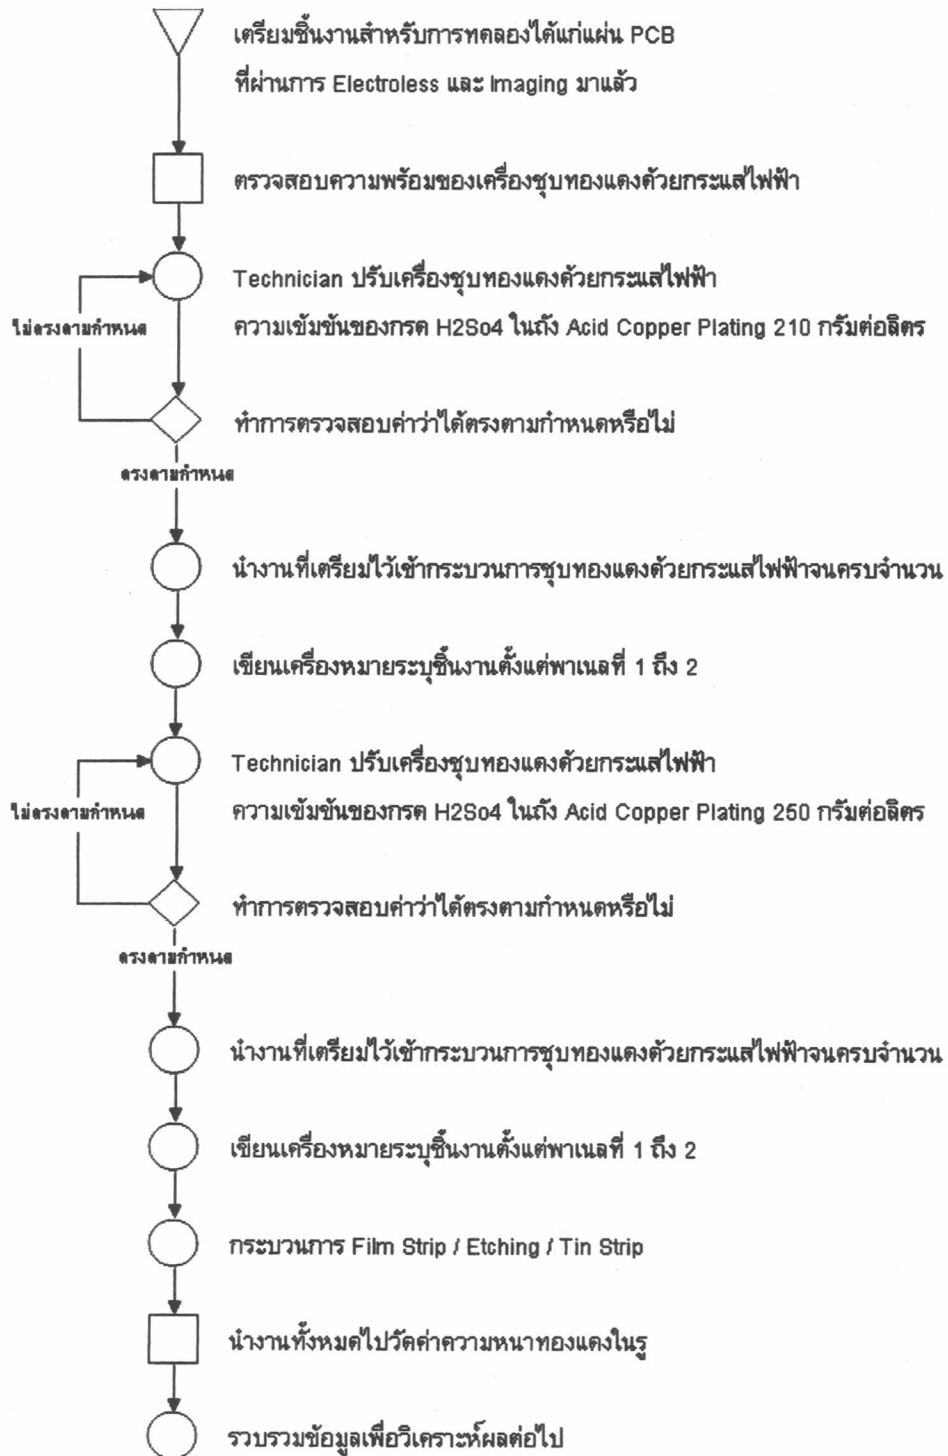 เตรียมชิ้นงานสำหรับการทดลองได้แก่แผ่น PCB
ที่ผ่านการ Electroless และ Imaging มาแล้ว
ตรวจสอบความพร้อมของเครื่องชุบทองแดงด้วยกระแสไฟฟ้า
Technician ปรับเครื่องชุบทองแดงด้วยกระแสไฟฟ้า
ไม่ตรงตามกำหนด
ความเข้มข้นของกรด H2So4 ในถัง Acid Copper Plating 210 กรัมต่อลิตร
ทำการตรวจสอบค่าว่าได้ตรงตามกำหนดหรือไม่
ตรงตามกำหนด
นำงานที่เตรียมไว้เข้ากระบวนการชุบทองแดงด้วยกระแสไฟฟ้าจนครบจำนวน
เขียนเครื่องหมายระบุชิ้นงานตั้งแต่พาเนลที่ 1 ถึง 2
Technician ปรับเครื่องชุบทองแดงด้วยกระแสไฟฟ้า
ไม่ตรงตามกำหนด
ความเข้มข้นของกรด H2So4 ในถัง Acid Copper Plating 250 กรัมต่อลิตร
ทำการตรวจสอบค่าว่าได้ตรงตามกำหนดหรือไม่
ตรงตามกำหนด
นำงานที่เตรียมไว้เข้ากระบวนการชุบทองแดงด้วยกระแสไฟฟ้าจนครบจำนวน
เขียนเครื่องหมายระบุชิ้นงานตั้งแต่พาเนลที่ 1 ถึง 2
กระบวนการ Film Strip / Etching / Tin Strip
นำงานทั้งหมดไปวัดค่าความหนาทองแดงในรู
รวบรวมข้อมูลเพื่อวิเคราะห์ผลต่อไป